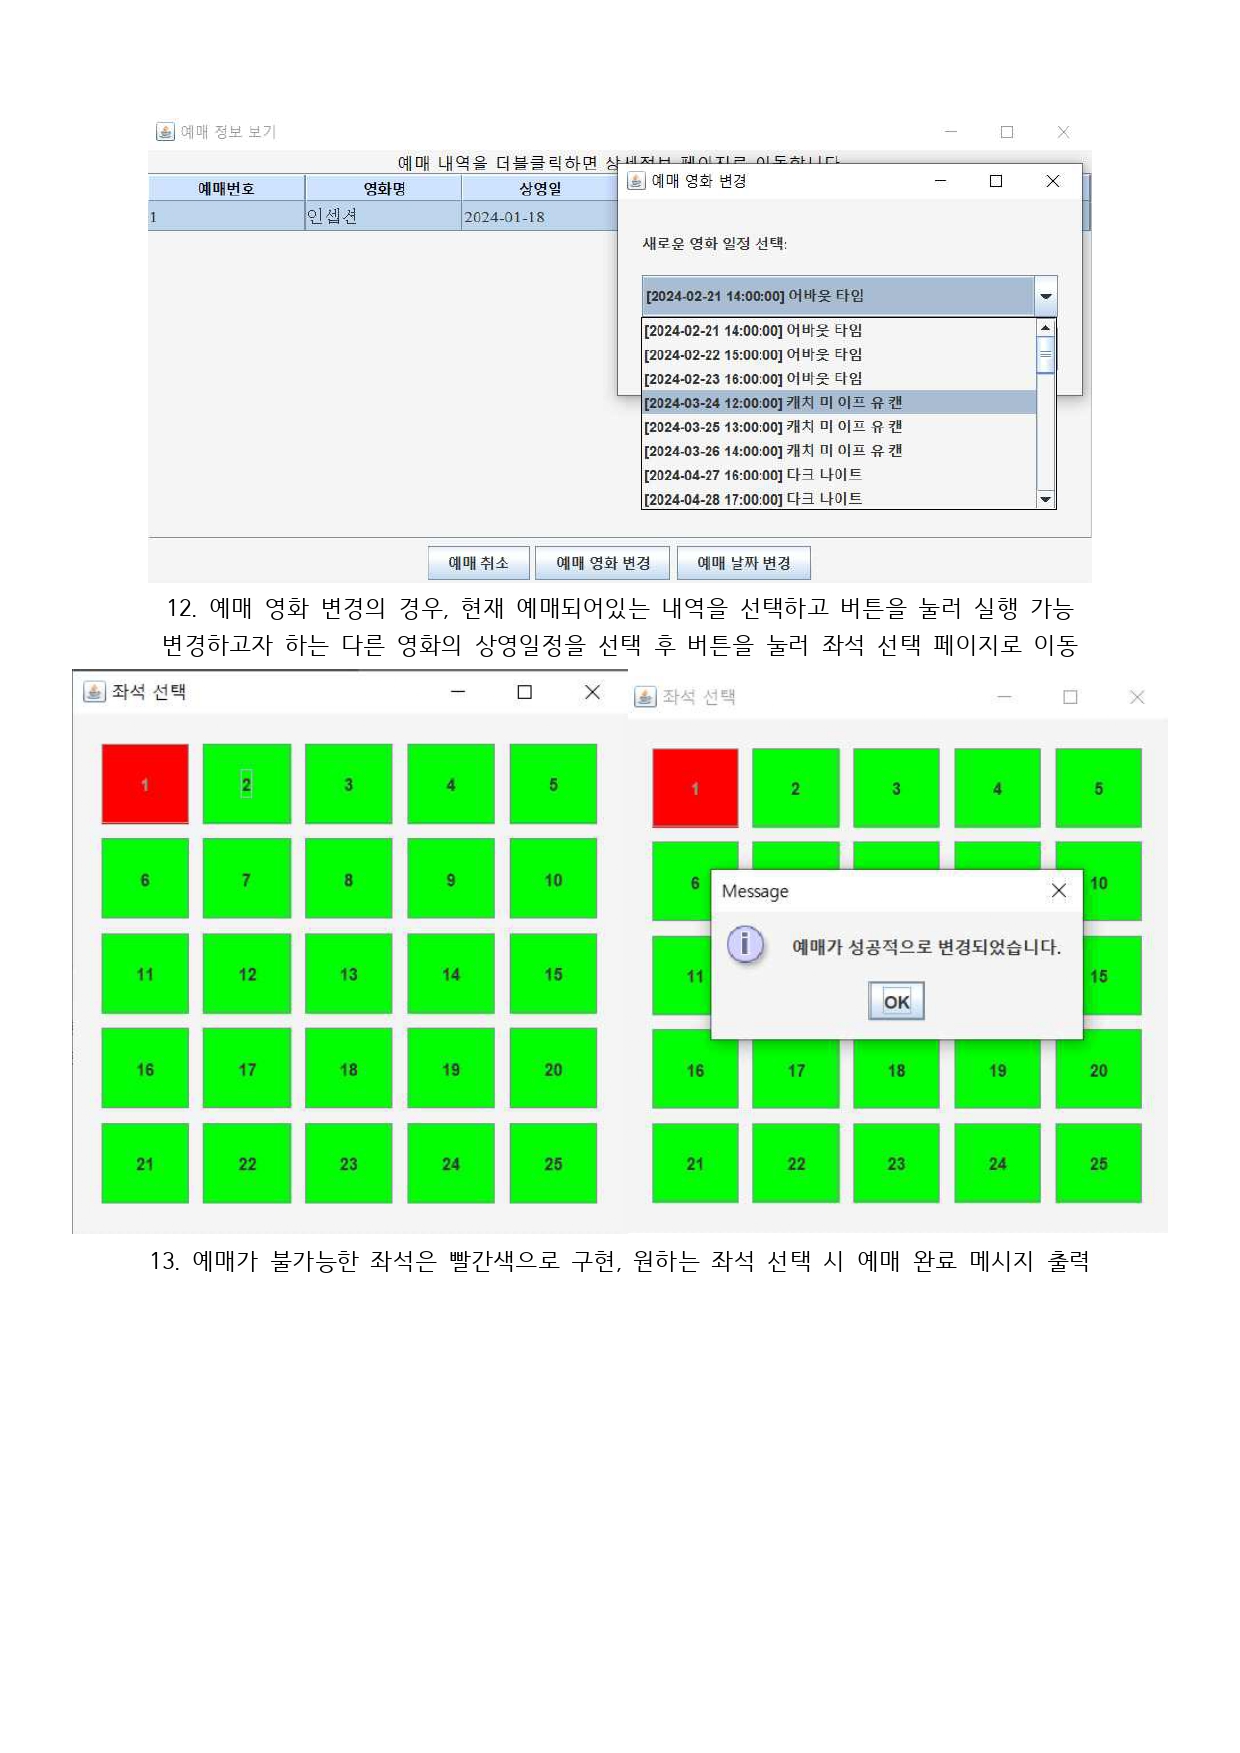 예매 정보 보기
예매 내역을 더블클릭하면
예매 영화 변경
예매번호 영화명 상영일
1 인셉션 2024-01-18
새로운 영화 일정 선택:
[2024-02-21 14:00:00] 어바웃 타임
[2024-02-21 14:00:00] 어바웃 타임
[2024-02-22 15:00:00] 어바웃 타임
[2024-02-23 16:00:00] 어바웃 타임
[2024-03-24 12:00:00] 캐치 미 이프 유 캔
[2024-03-25 13:00:00] 캐치 미 이프 유 캔
[2024-03-26 14:00:00] 캐치 미 이프 유 캔
[2024-04-27 16:00:00] 다크 나이트
[2024-04-28 17:00:00] 다크 나이트
예매 취소 예매 영화 변경 예매 날짜 변경
12. 예매 영화 변경의 경우, 현재 예매되어있는 내역을 선택하고 버튼을 눌러 실행 가능
변경하고자 하는 다른 영화의 상영일정을 선택 후 버튼을 눌러 좌석 선택 페이지로 이동
좌석 선택
1 2 3 4 5
6 7 8 9 10
11 12 13 14 15
16 17 18 19 20
21 22 23 24 25
좌석 선택
1 2 3 4 5
6 10
Message
예매가 성공적으로 변경되었습니다.
11 15
OK
16 17 18 19 20
21 22 23 24 25
13. 예매가 불가능한 좌석은 빨간색으로 구현, 원하는 좌석 선택 시 예매 완료 메시지 출력